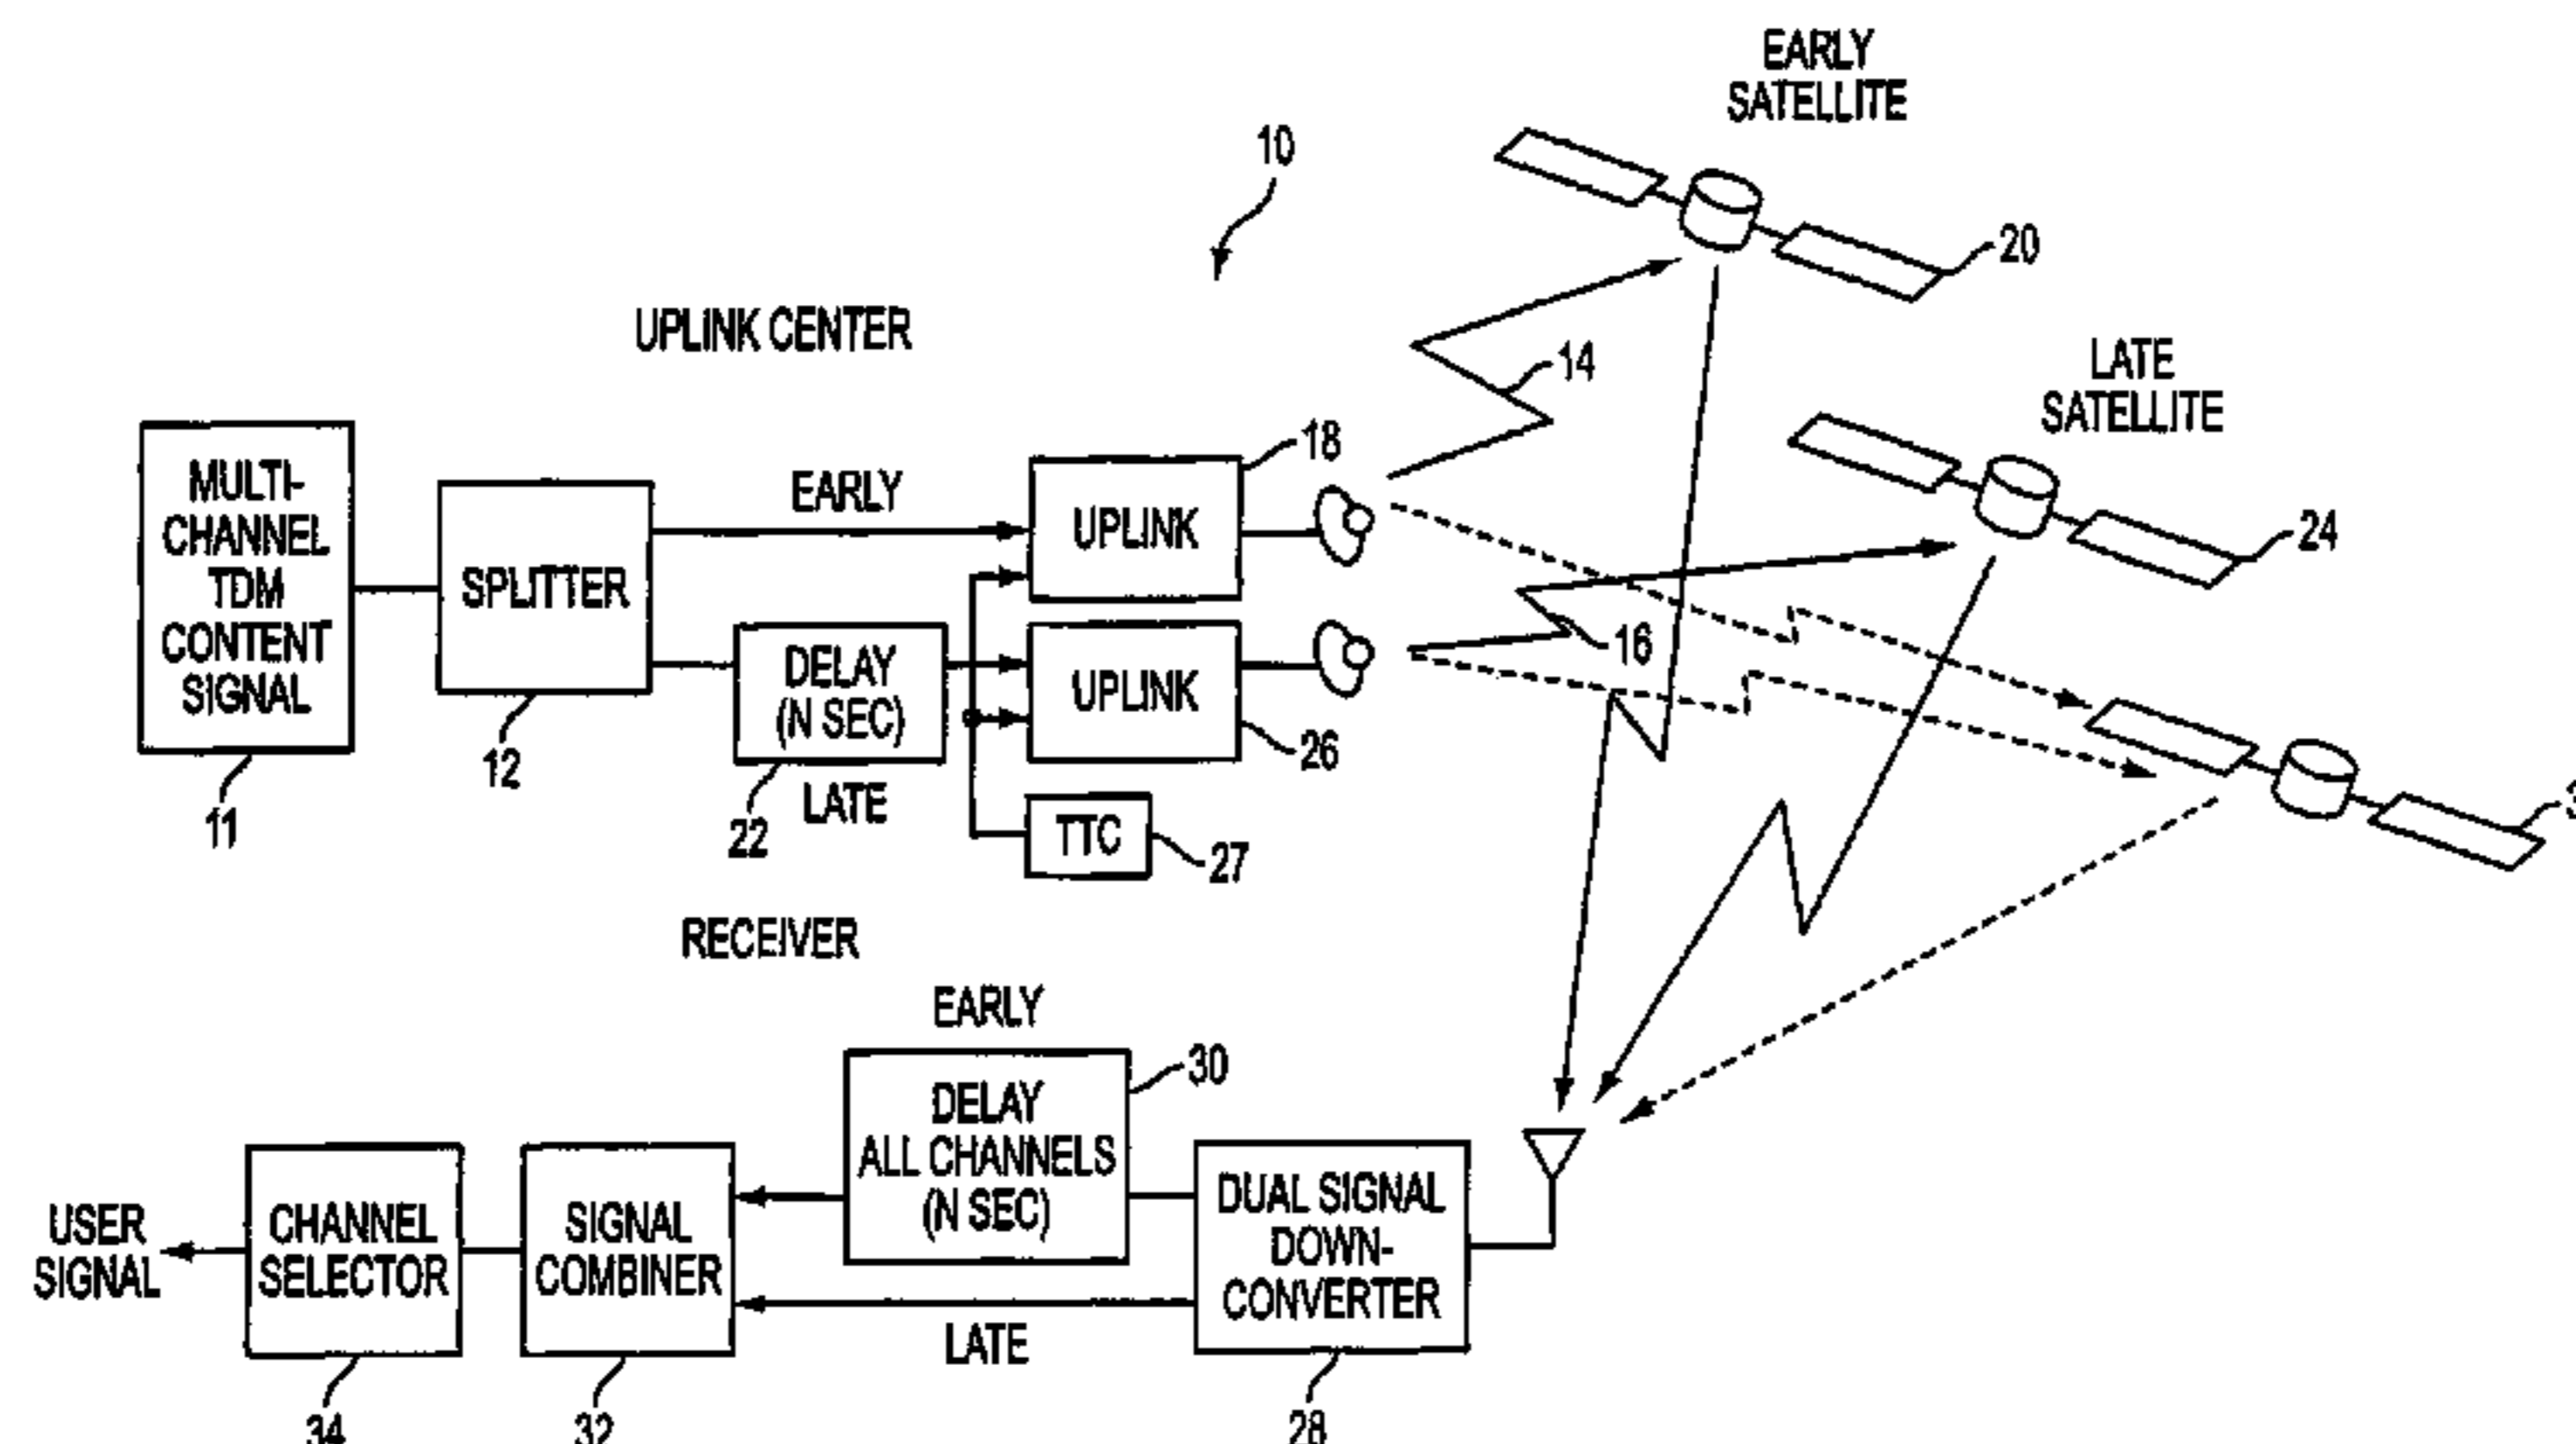 EARLY
SATELLITE
10
20
UPLINK CENTER
14
LATE
SATELLITE
18
24
MULTI-
CHANNEL
TDM
CONTENT
SIGNAL
SPLITTER
EARLY
UPLINK
16
DELAY
(N SEC)
UPLINK
12
26
11
22
LATE
TTC
27
RECEIVER
EARLY
30
DELAY
ALL CHANNELS
(N SEC)
DUAL SIGNAL
DOWN-
CONVERTER
USER
SIGNAL
CHANNEL
SELECTOR
SIGNAL
COMBINER
LATE
34
32
28